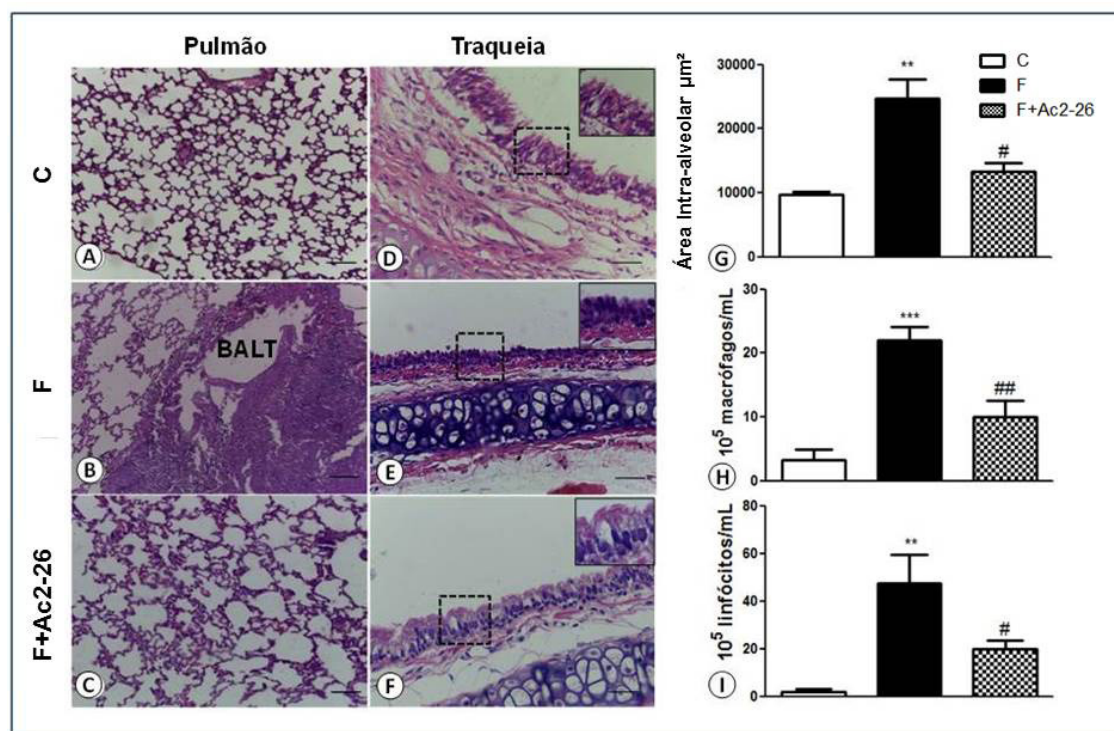 Pulmão
Traqueia
C
F
F+Ac2-26
A
D
B
BALT
E
C
F
Área Intra-alveolar µm²
30000
20000
10000
0
**
#
C
F
F+Ac2-26
G
10⁵ macrófagos/mL
30
20
10
0
***
##
H
10⁵ linfócitos/mL
80
60
40
20
0
**
#
I